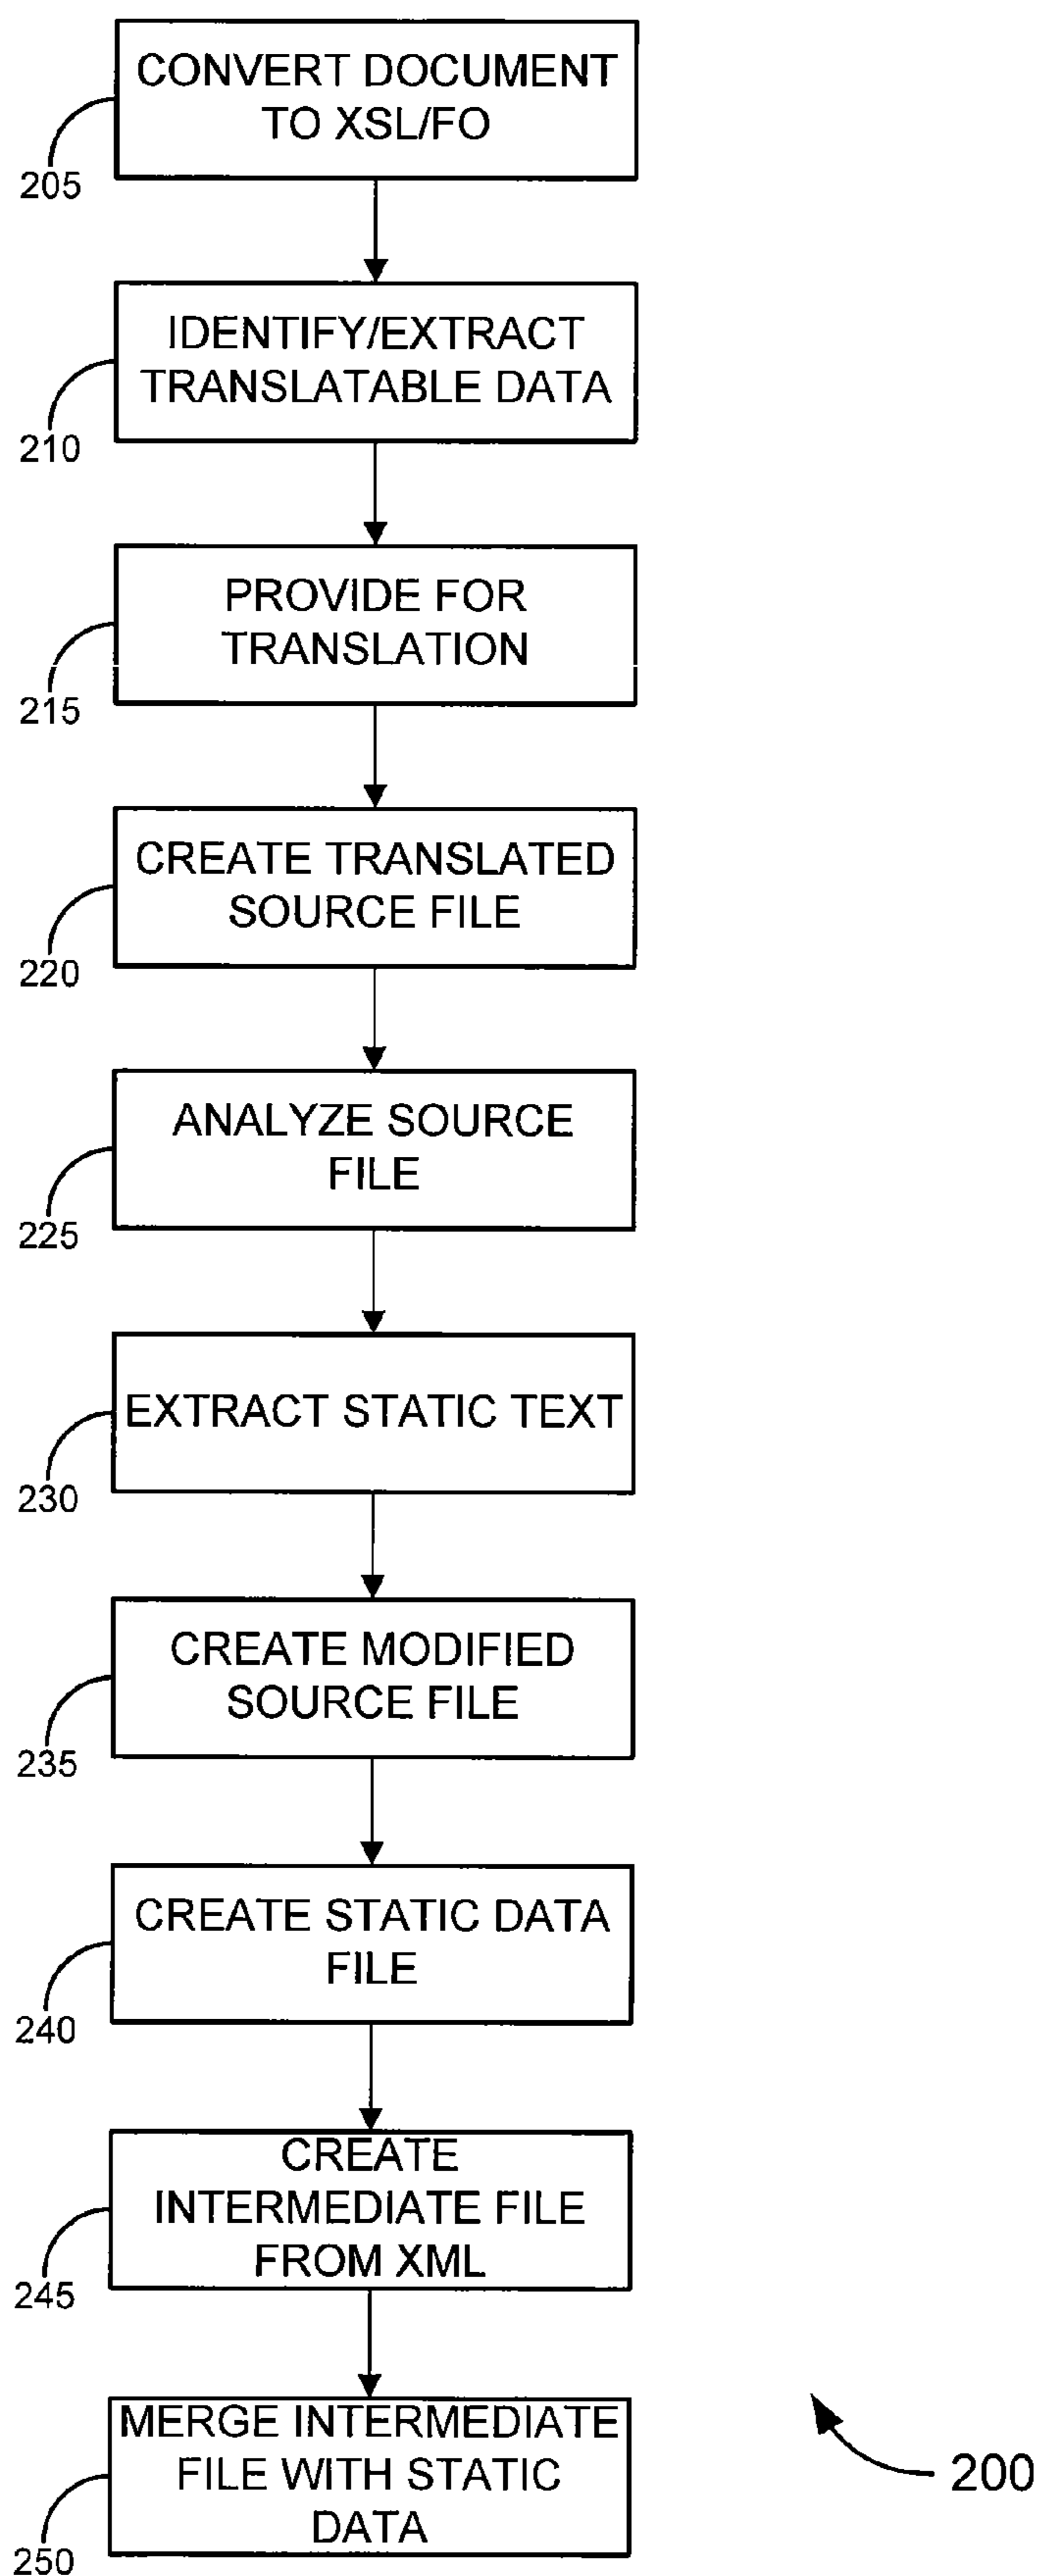 CONVERT DOCUMENT
TO XSL/FO
205
IDENTIFY/EXTRACT
TRANSLATABLE DATA
210
PROVIDE FOR
TRANSLATION
215
CREATE TRANSLATED
SOURCE FILE
220
ANALYZE SOURCE
FILE
225
EXTRACT STATIC TEXT
230
CREATE MODIFIED
SOURCE FILE
235
CREATE STATIC DATA
FILE
240
CREATE
INTERMEDIATE FILE
FROM XML
245
MERGE INTERMEDIATE
FILE WITH STATIC
DATA
250
200